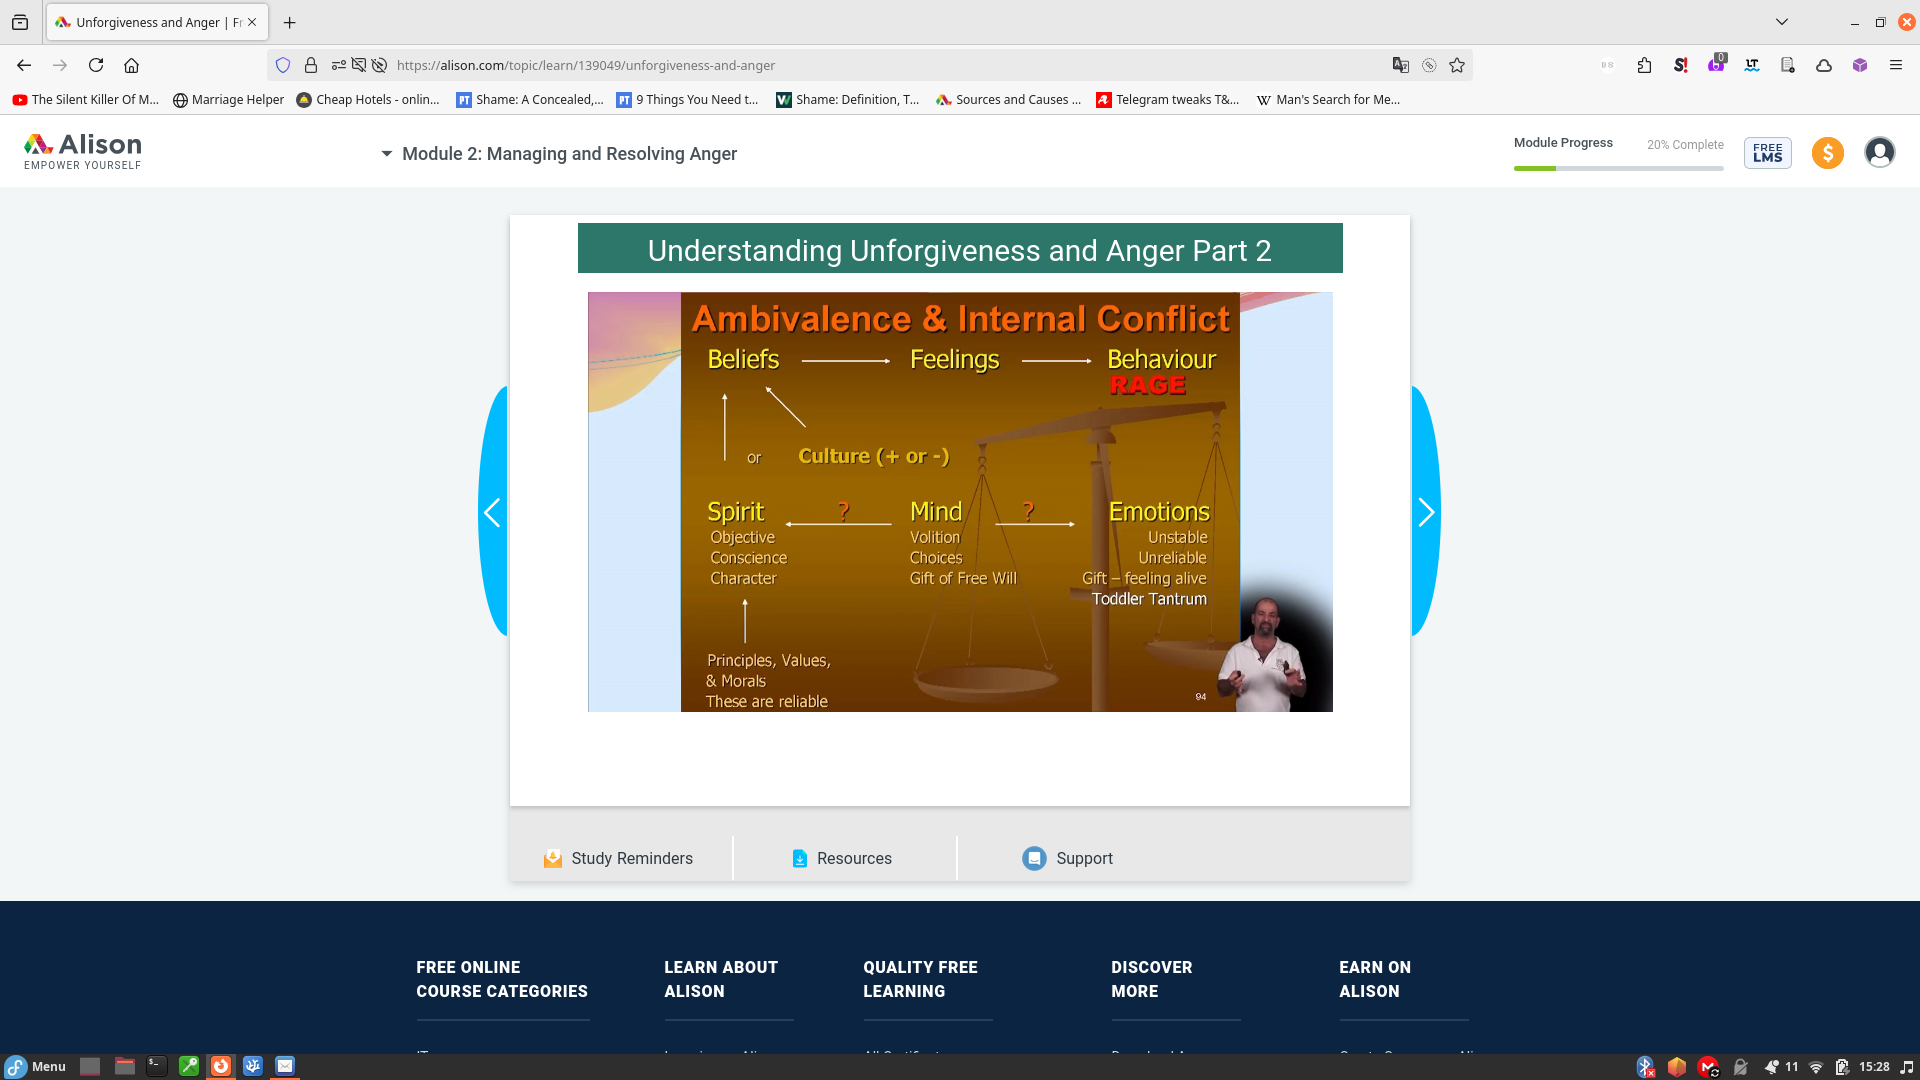 Unforgiveness and Anger | Fr
https://alison.com/topic/learn/139049/unforgiveness-and-anger
0
The Silent Killer Of M...
Marriage Helper
Cheap Hotels - onlin...
PT Shame: A Concealed,...
PT 9 Things You Need t...
Shame: Definition, T...
Sources and Causes ...
Telegram tweaks T&...
W Man's Search for Me...
Alison
EMPOWER YOURSELF
Module 2: Managing and Resolving Anger
Module Progress
20% Complete
FREE
LMS
$
Understanding Unforgiveness and Anger Part 2
Ambivalence & Internal Conflict
Beliefs
Feelings
Behaviour
RAGE
or
Culture (+ or -)
Spirit
?
Mind
?
Emotions
Objective
Conscience
Character
Volition
Choices
Gift of Free Will
Unstable
Unreliable
Gift – feeling alive
Toddler Tantrum
Principles, Values,
& Morals
These are reliable
94
Study Reminders
Resources
Support
FREE ONLINE
COURSE CATEGORIES
LEARN ABOUT
ALISON
QUALITY FREE
LEARNING
DISCOVER
MORE
EARN ON
ALISON
Menu
11
15:28